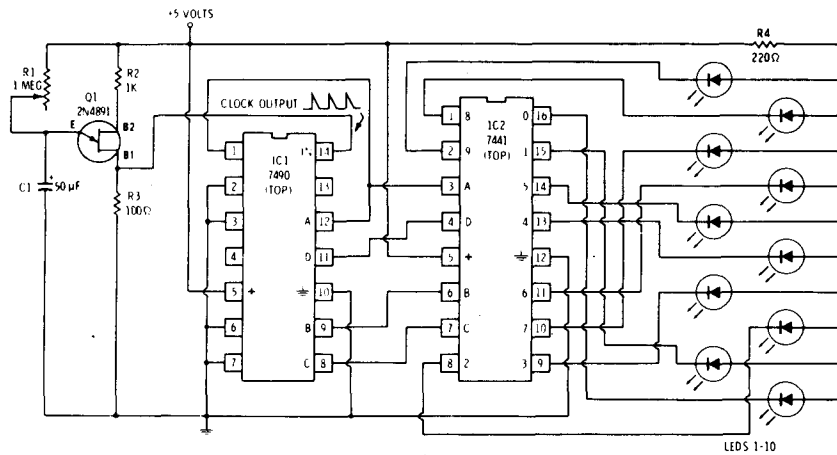 +5 VOLTS
R1
1 MEG
R2
1K
Q1
2N4891
E
B2
B1
C1
+
50 µF
R3
100Ω
CLOCK OUTPUT
IC1
7490
(TOP)
1
2
3
4
5
6
7
14
13
12
11
10
9
8
A
D
+
B
C
IC2
7441
(TOP)
1
2
3
4
5
6
7
8
8
9
A
D
+
B
C
2
0
1
5
4
6
7
3
16
15
14
13
12
11
10
9
R4
220Ω
LEDS 1-10